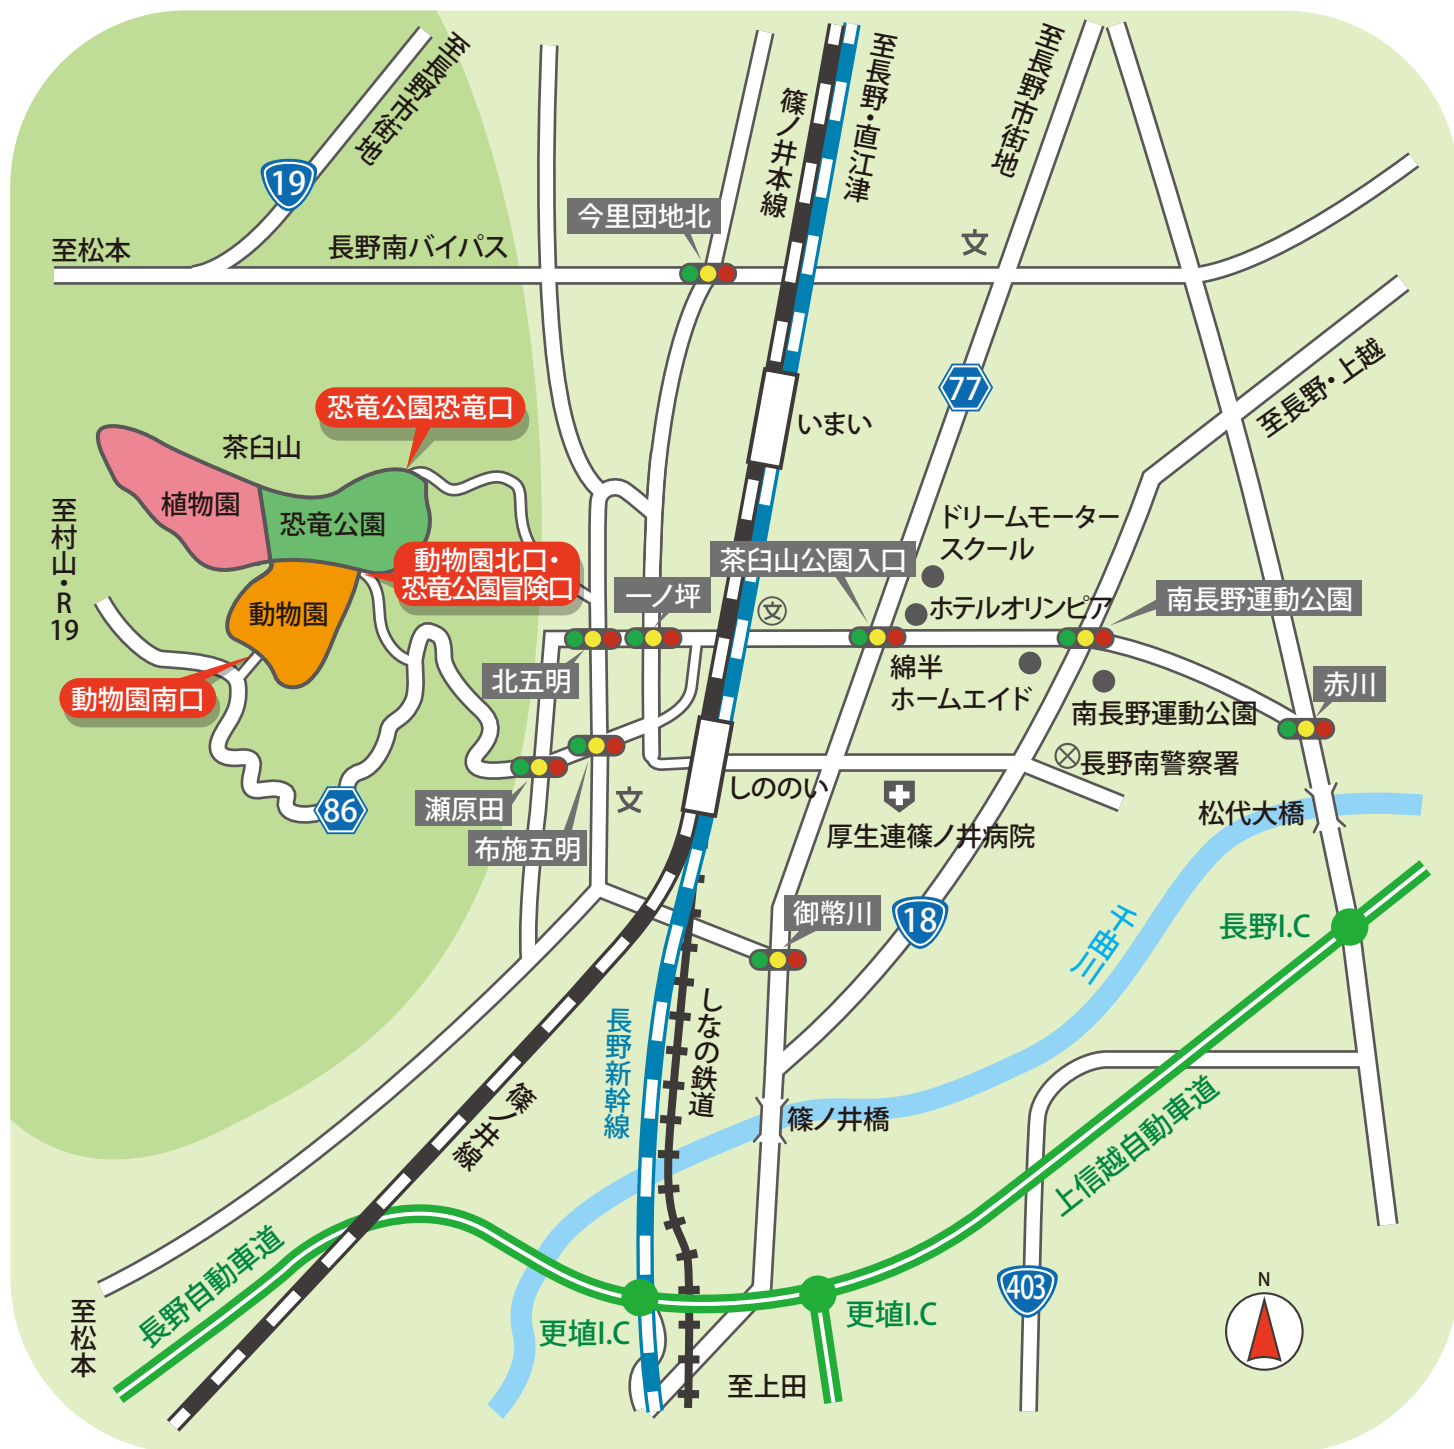 至長野市街地
19
至松本
長野南バイパス
今里団地北
篠ノ井本線
至長野・直江津
至長野市街地
文
77
至長野・上越
いまい
恐竜公園恐竜口
茶臼山
植物園
恐竜公園
動物園北口・
恐竜公園冒険口
動物園
動物園南口
至村山・R19
86
ドリームモーター
スクール
茶臼山公園入口
一ノ坪
文
ホテルオリンピア
南長野運動公園
北五明
綿半
ホームエイド
南長野運動公園
赤川
長野南警察署
しののい
瀬原田
布施五明
文
厚生連篠ノ井病院
松代大橋
御幣川
18
千曲川
長野I.C
長野新幹線
しなの鉄道
篠ノ井線
篠ノ井橋
上信越自動車道
長野自動車道
至松本
更埴I.C
更埴I.C
403
至上田
N